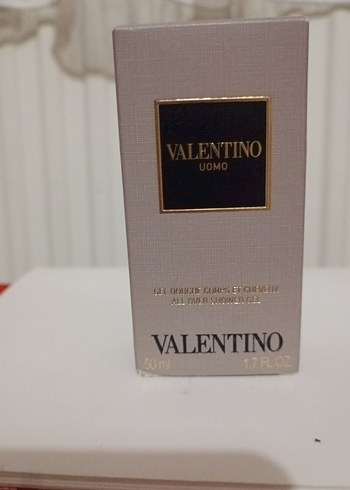 VALENTINO
UOMO
GEL DOUCHE CORPS ET CHEVEUX
ALL OVER SHOWER GEL
VALENTINO
50 ml 1.7 FL.OZ.